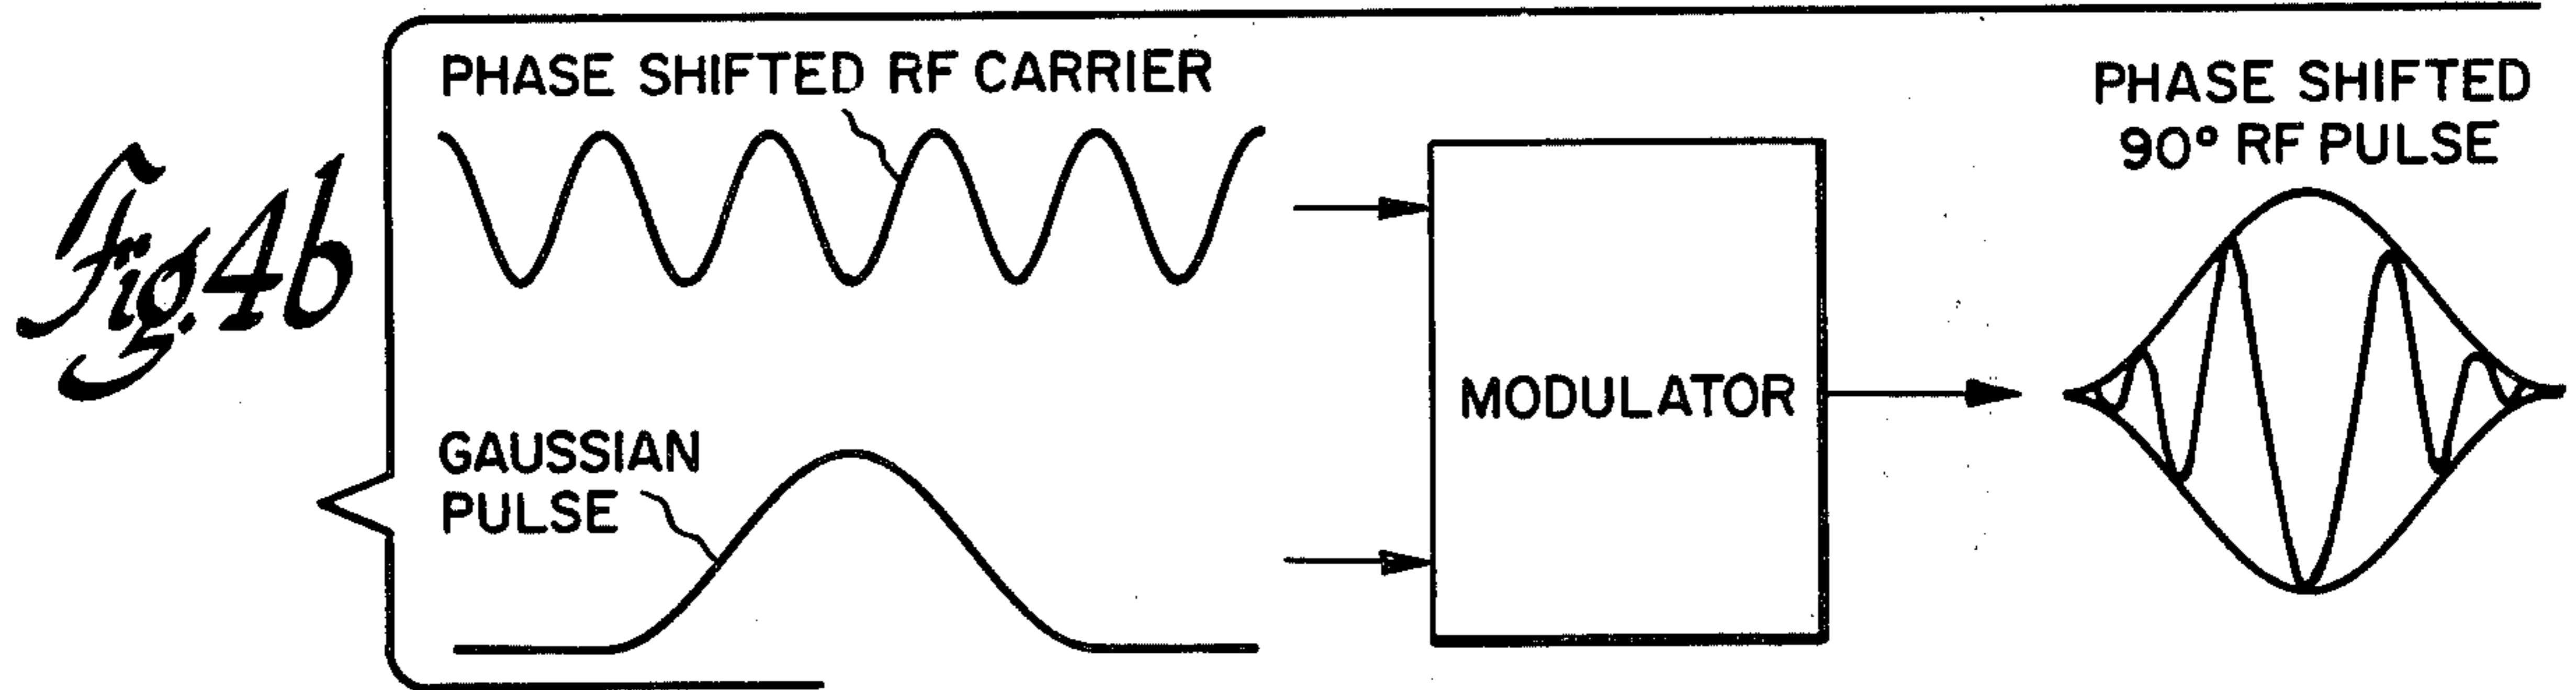 Fig. 4b
PHASE SHIFTED RF CARRIER
GAUSSIAN
PULSE
MODULATOR
PHASE SHIFTED
90° RF PULSE